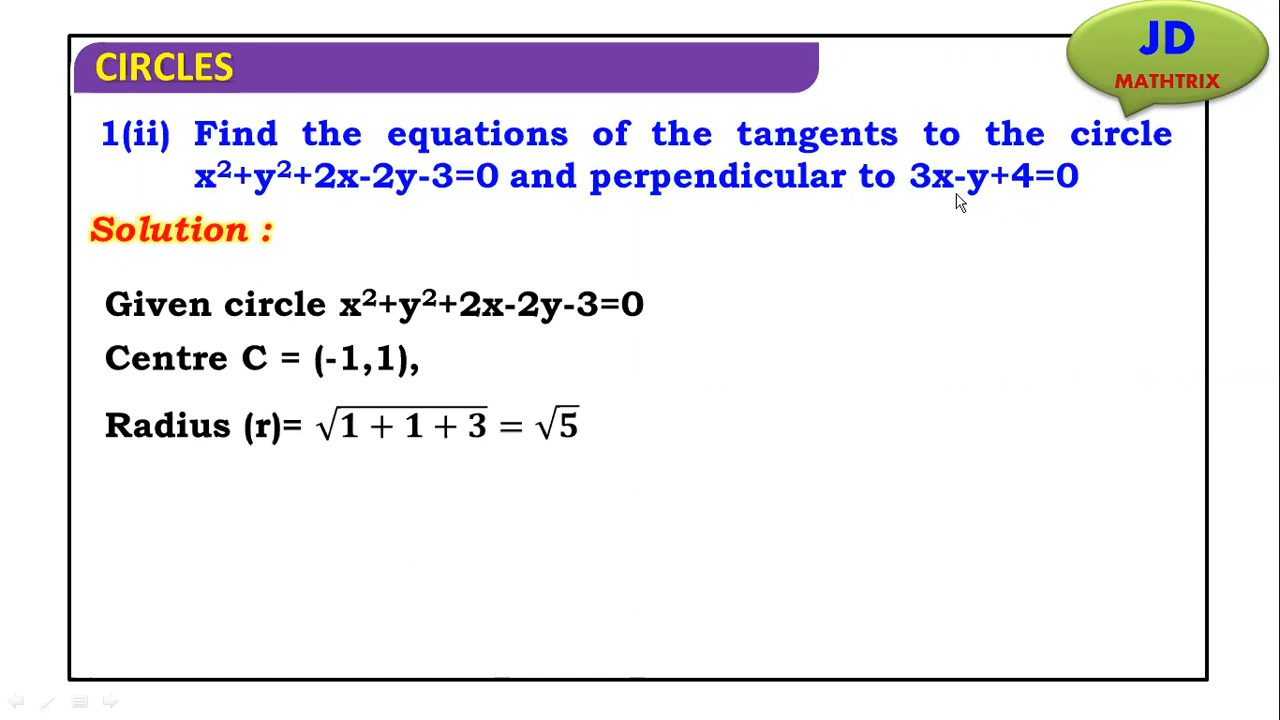 CIRCLES
JD
MATHTRIX
1(ii) Find the equations of the tangents to the circle
x²+y²+2x-2y-3=0 and perpendicular to 3x-y+4=0
Solution :
Given circle x²+y²+2x-2y-3=0
Centre C = (-1,1),
Radius (r)= √(1 + 1 + 3) = √5